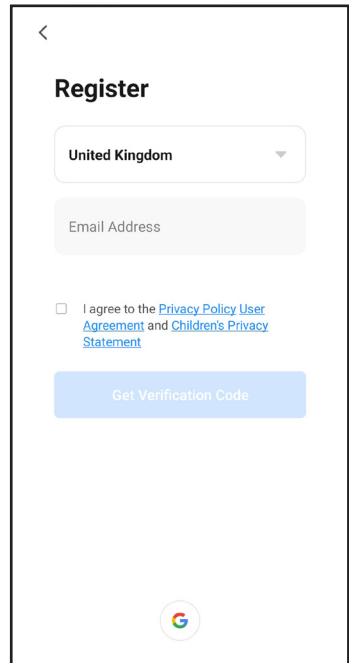 Register
United Kingdom
Email Address
I agree to the Privacy Policy User
Agreement and Children's Privacy
Statement
Get Verification Code